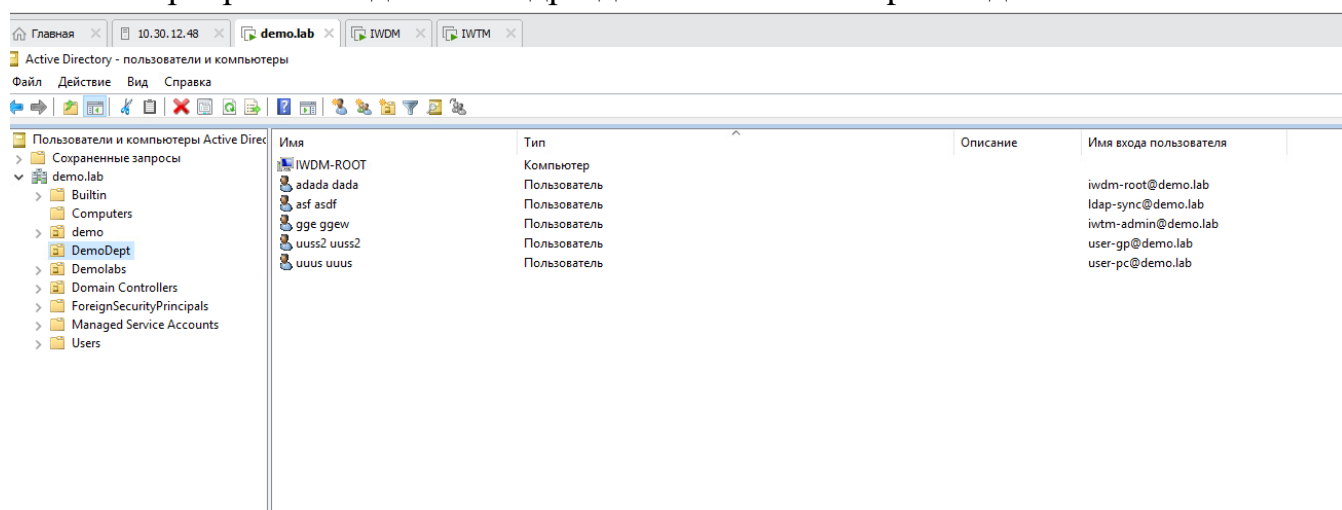 Главная 10.30.12.48 demo.lab IWDM IWTM
Active Directory - пользователи и компьютеры
Файл Действие Вид Справка
Пользователи и компьютеры Active Direc
Сохраненные запросы
demo.lab
Builtin
Computers
demo
DemoDept
Demolabs
Domain Controllers
ForeignSecurityPrincipals
Managed Service Accounts
Users
Имя Тип Описание Имя входа пользователя
IWDM-ROOT Компьютер
adada dada Пользователь iwdm-root@demo.lab
asf asdf Пользователь ldap-sync@demo.lab
gge ggew Пользователь iwtm-admin@demo.lab
uuss2 uuss2 Пользователь user-gp@demo.lab
uuus uuus Пользователь user-pc@demo.lab